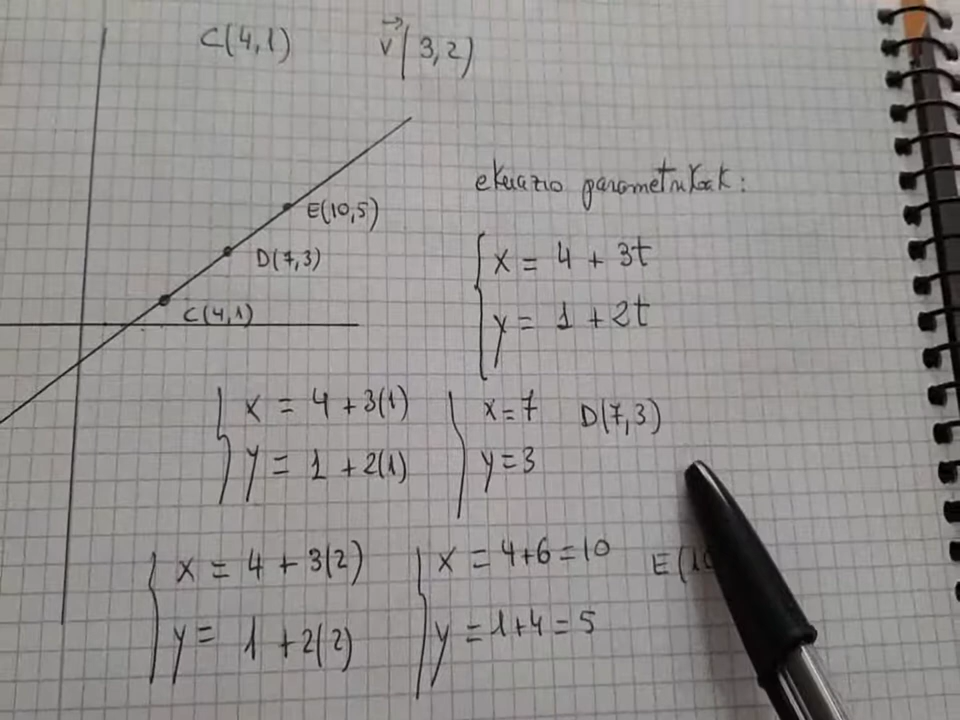 C(4,1) v⃗(3,2)
E(10,5)
D(7,3)
C(4,1)
ekuazio parametrikoak:
x = 4 + 3t
y = 1 + 2t
x = 4 + 3(1) x=7 D(7,3)
y = 1 + 2(1) y=3
x = 4 + 3(2) x = 4+6=10 E(10
y = 1 + 2(2) y = 1+4=5